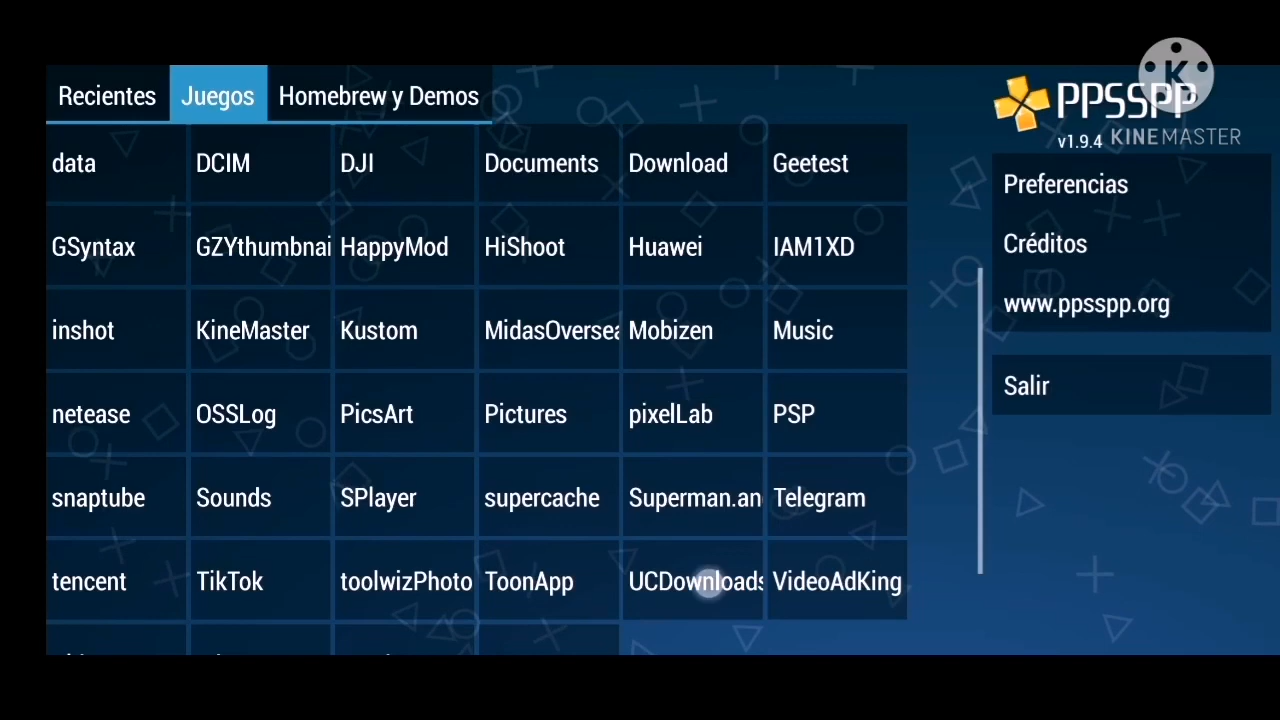 Recientes Juegos Homebrew y Demos
PPSSPP
v1.9.4 KINEMASTER
K
data DCIM DJI Documents Download Geetest
Preferencias
GSyntax GZYthumbnai HappyMod HiShoot Huawei IAM1XD
Créditos
www.ppsspp.org
inshot KineMaster Kustom MidasOversea Mobizen Music
Salir
netease OSSLog PicsArt Pictures pixelLab PSP
snaptube Sounds SPlayer supercache Superman.an Telegram
tencent TikTok toolwizPhoto ToonApp UCDownloads VideoAdKing